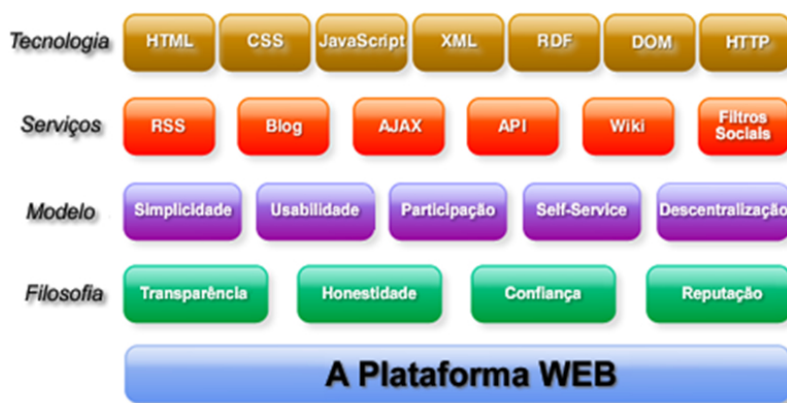 Tecnologia HTML CSS JavaScript XML RDF DOM HTTP
Serviços RSS Blog AJAX API Wiki Filtros
Sociais
Modelo Simplicidade Usabilidade Participação Self-Service Descentralização
Filosofia Transparência Honestidade Confiança Reputação
A Plataforma WEB